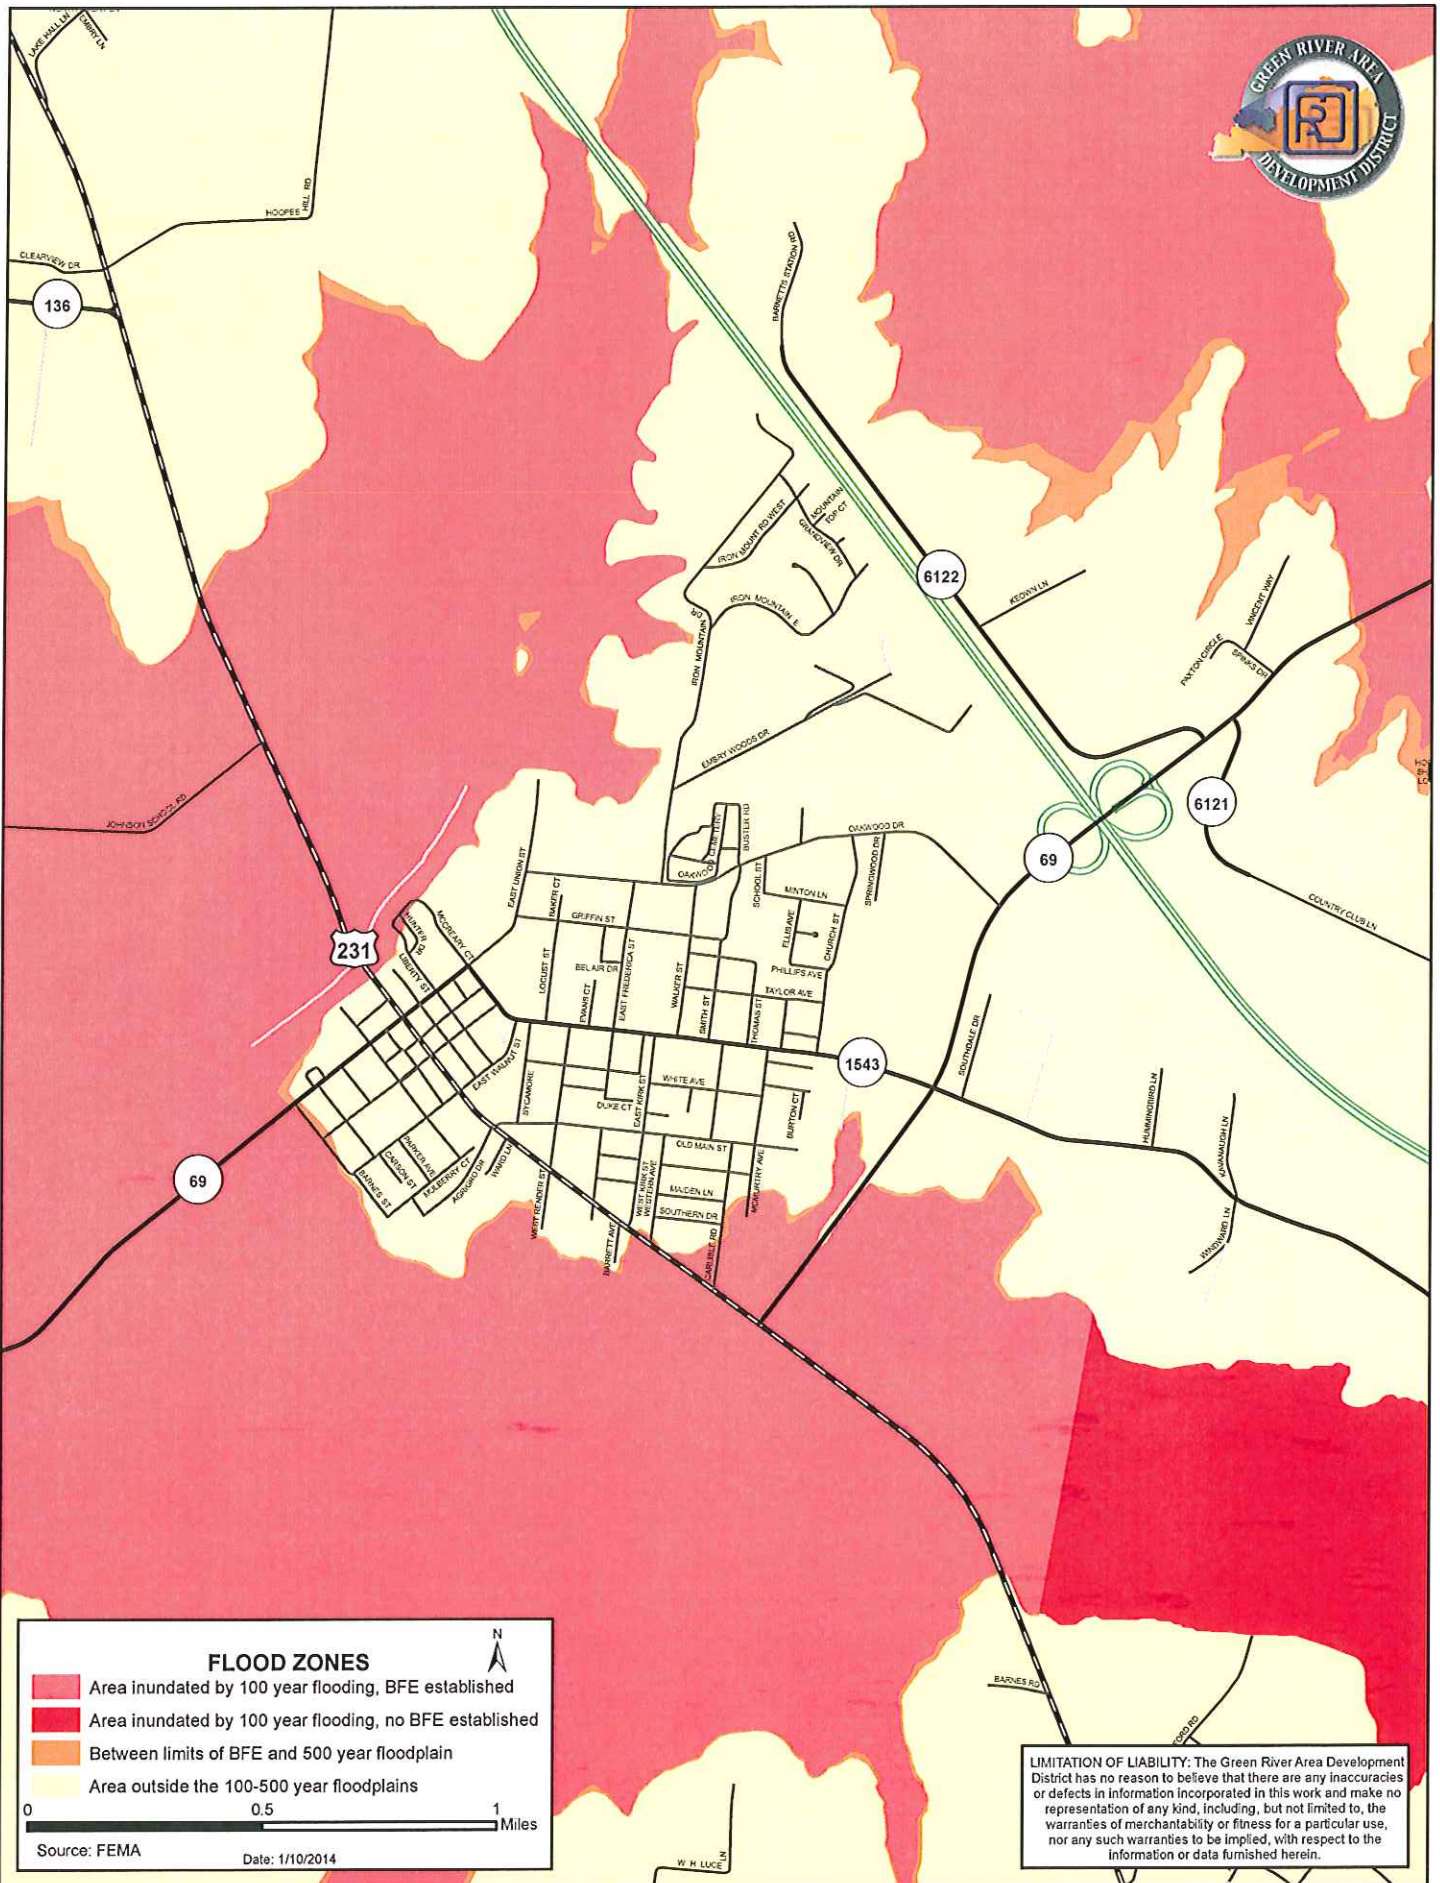 LAKE HALL LN
EMBRY LN
GREEN RIVER AREA
DEVELOPMENT DISTRICT
HOOPEE HILL RD
CLEARVIEW DR
136
BARNETTS STATION RD
IRON MOUNT RD WEST
MOUNTAIN TOP CT
GRANDVIEW DR
IRON MOUNTAIN E
IRON MOUNTAIN DR
6122
KEOWN LN
VINCENT WAY
PAXTON CIRCLE
SPINKS DR
EMBRY WOODS DR
JOHNSON SCHOOL RD
6121
69
COUNTRY CLUB LN
OAKWOOD DR
OAKWOOD CEMETERY
BUSTER RD
SCHOOL ST
SPRINGWOOD DR
MINTON LN
ELLIS AVE
CHURCH ST
PHILLIPS AVE
TAYLOR AVE
EAST UNION ST
BAKER CT
GRIFFIN ST
LOCUST ST
BELAIR DR
EVANS CT
EAST FREDERICA ST
WALKER ST
SMITH ST
THOMAS ST
MCCREARY CT
HUNTER DR
LIBERTY ST
231
1543
SOUTHDALE DR
HUMMINGBIRD LN
KAVANAUGH LN
WINDWARD LN
EAST WALNUT ST
SYCAMORE
WHITE AVE
DUKE CT
EAST KIRK ST
BURTON CT
OLD MAIN ST
69
PARKER AVE
CARSON ST
BARNES ST
MULBERRY CT
AGRIGRO DR
WARD LN
WEST RENDER ST
BARRETT AVE
WEST KIRK ST
WESTERN AVE
MAIDEN LN
SOUTHERN DR
CARLISLE RD
MCMURTRY AVE
BARNES RD
FORD RD
W H LUCE LN
N
FLOOD ZONES
Area inundated by 100 year flooding, BFE established
Area inundated by 100 year flooding, no BFE established
Between limits of BFE and 500 year floodplain
Area outside the 100-500 year floodplains
0 0.5 1
Miles
Source: FEMA
Date: 1/10/2014
LIMITATION OF LIABILITY: The Green River Area Development
District has no reason to believe that there are any inaccuracies
or defects in information incorporated in this work and make no
representation of any kind, including, but not limited to, the
warranties of merchantability or fitness for a particular use,
nor any such warranties to be implied, with respect to the
information or data furnished herein.